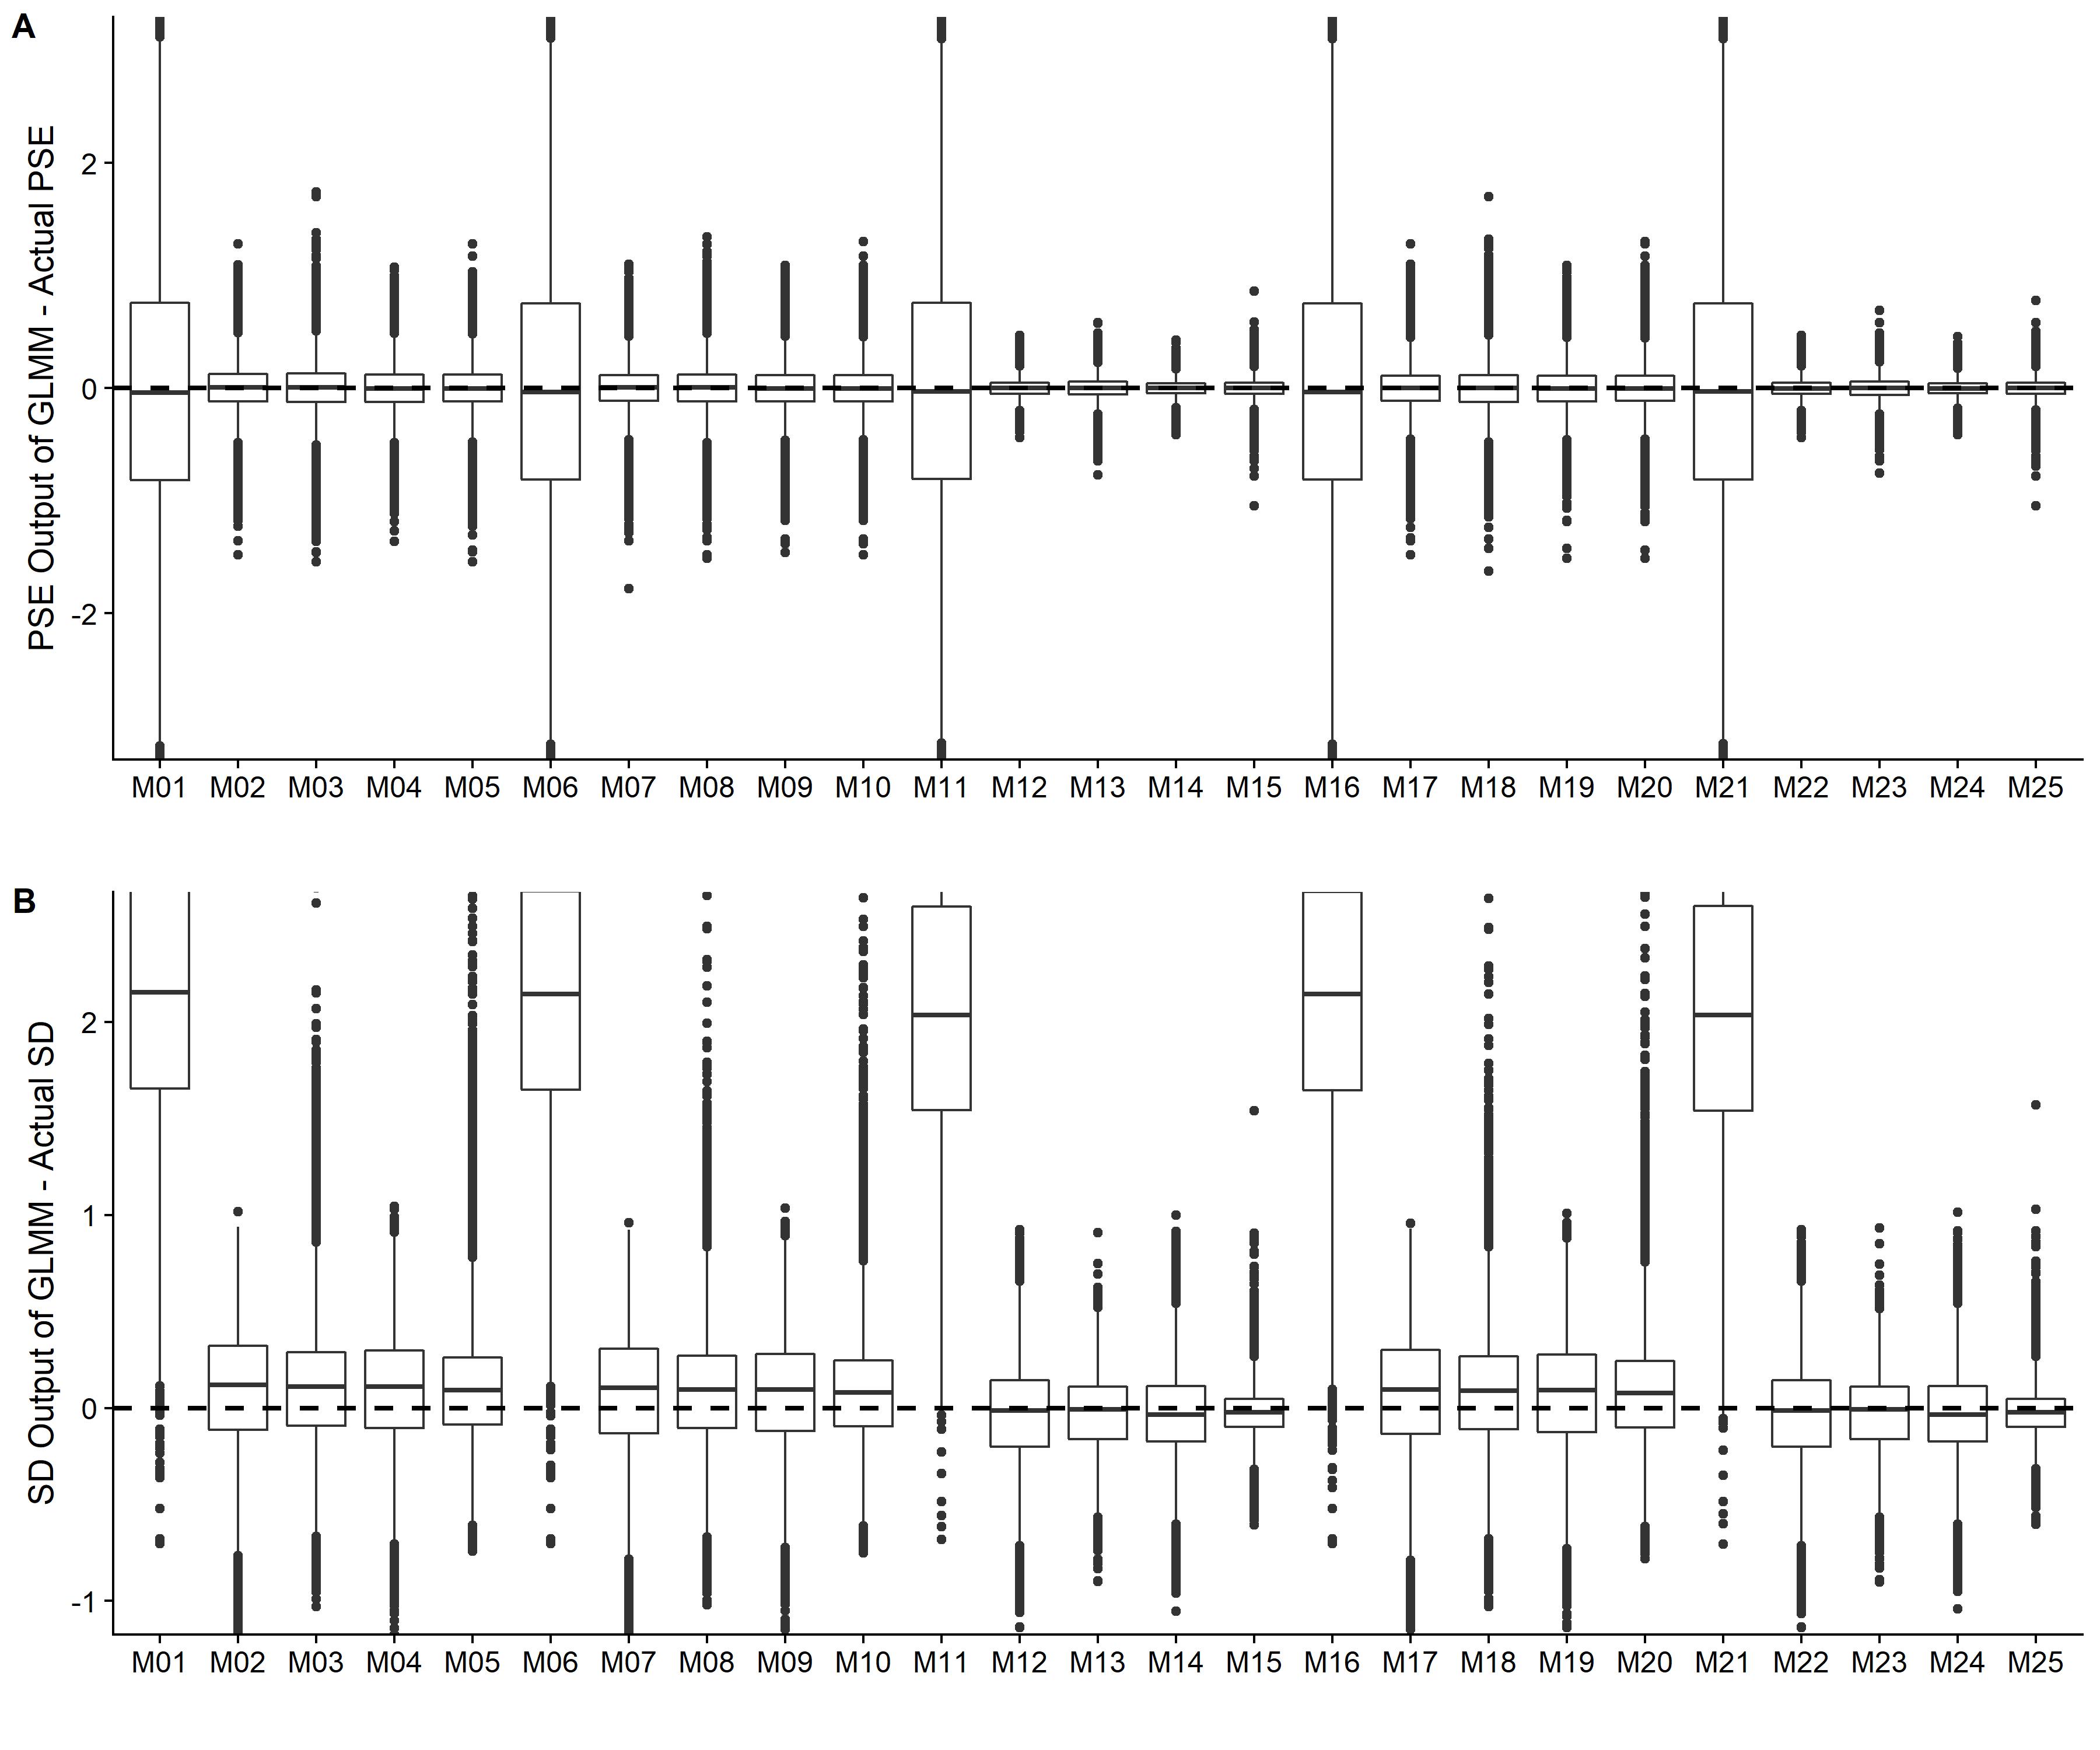 A
PSE Output of GLMM - Actual PSE
2
0
-2
M01 M02 M03 M04 M05 M06 M07 M08 M09 M10 M11 M12 M13 M14 M15 M16 M17 M18 M19 M20 M21 M22 M23 M24 M25
B
SD Output of GLMM - Actual SD
2
1
0
-1
M01 M02 M03 M04 M05 M06 M07 M08 M09 M10 M11 M12 M13 M14 M15 M16 M17 M18 M19 M20 M21 M22 M23 M24 M25